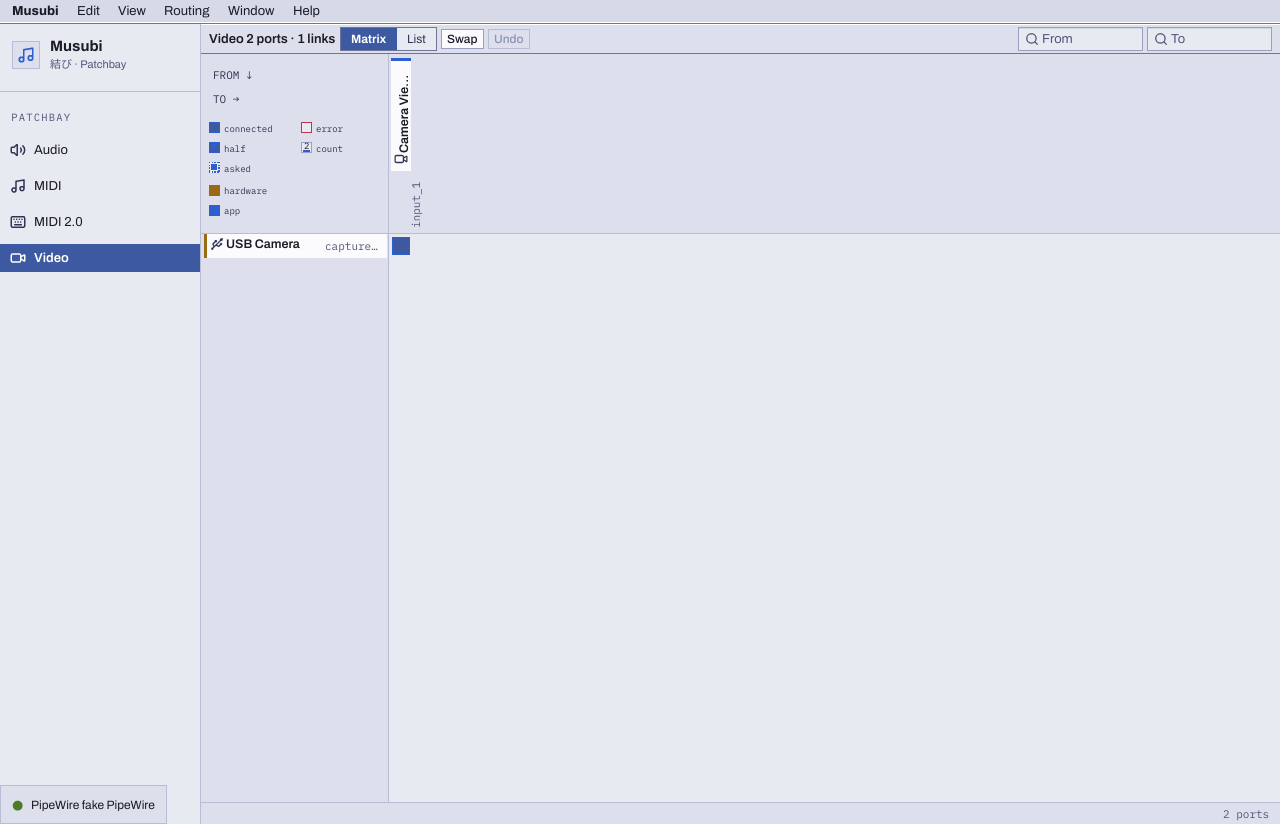 Musubi Edit View Routing Window Help
Musubi
結び · Patchbay
PATCHBAY
Audio
MIDI
MIDI 2.0
Video
PipeWire fake PipeWire
Video 2 ports · 1 links Matrix List Swap Undo From To
FROM ↓
TO →
connected error
half 2 count
asked
hardware
app
Camera Vie…
input_1
USB Camera capture…
2 ports